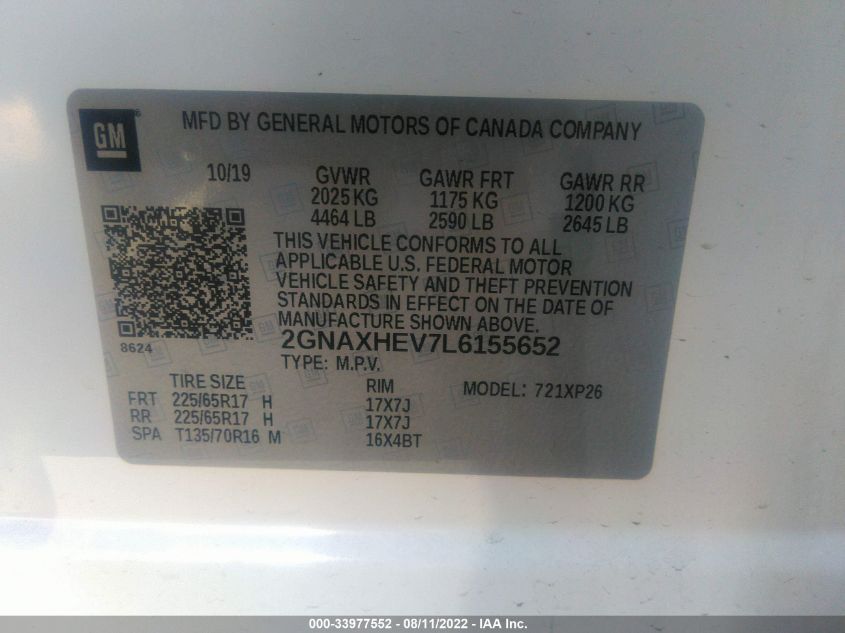 GM
MFD BY GENERAL MOTORS OF CANADA COMPANY
10/19 GVWR GAWR FRT GAWR RR
2025 KG 1175 KG 1200 KG
4464 LB 2590 LB 2645 LB
THIS VEHICLE CONFORMS TO ALL
APPLICABLE U.S. FEDERAL MOTOR
VEHICLE SAFETY AND THEFT PREVENTION
STANDARDS IN EFFECT ON THE DATE OF
MANUFACTURE SHOWN ABOVE.
8624
2GNAXHEV7L6155652
TYPE: M.P.V.
TIRE SIZE RIM MODEL: 721XP26
FRT 225/65R17 H 17X7J
RR 225/65R17 H 17X7J
SPA T135/70R16 M 16X4BT
000-33977552 - 08/11/2022 - IAA Inc.